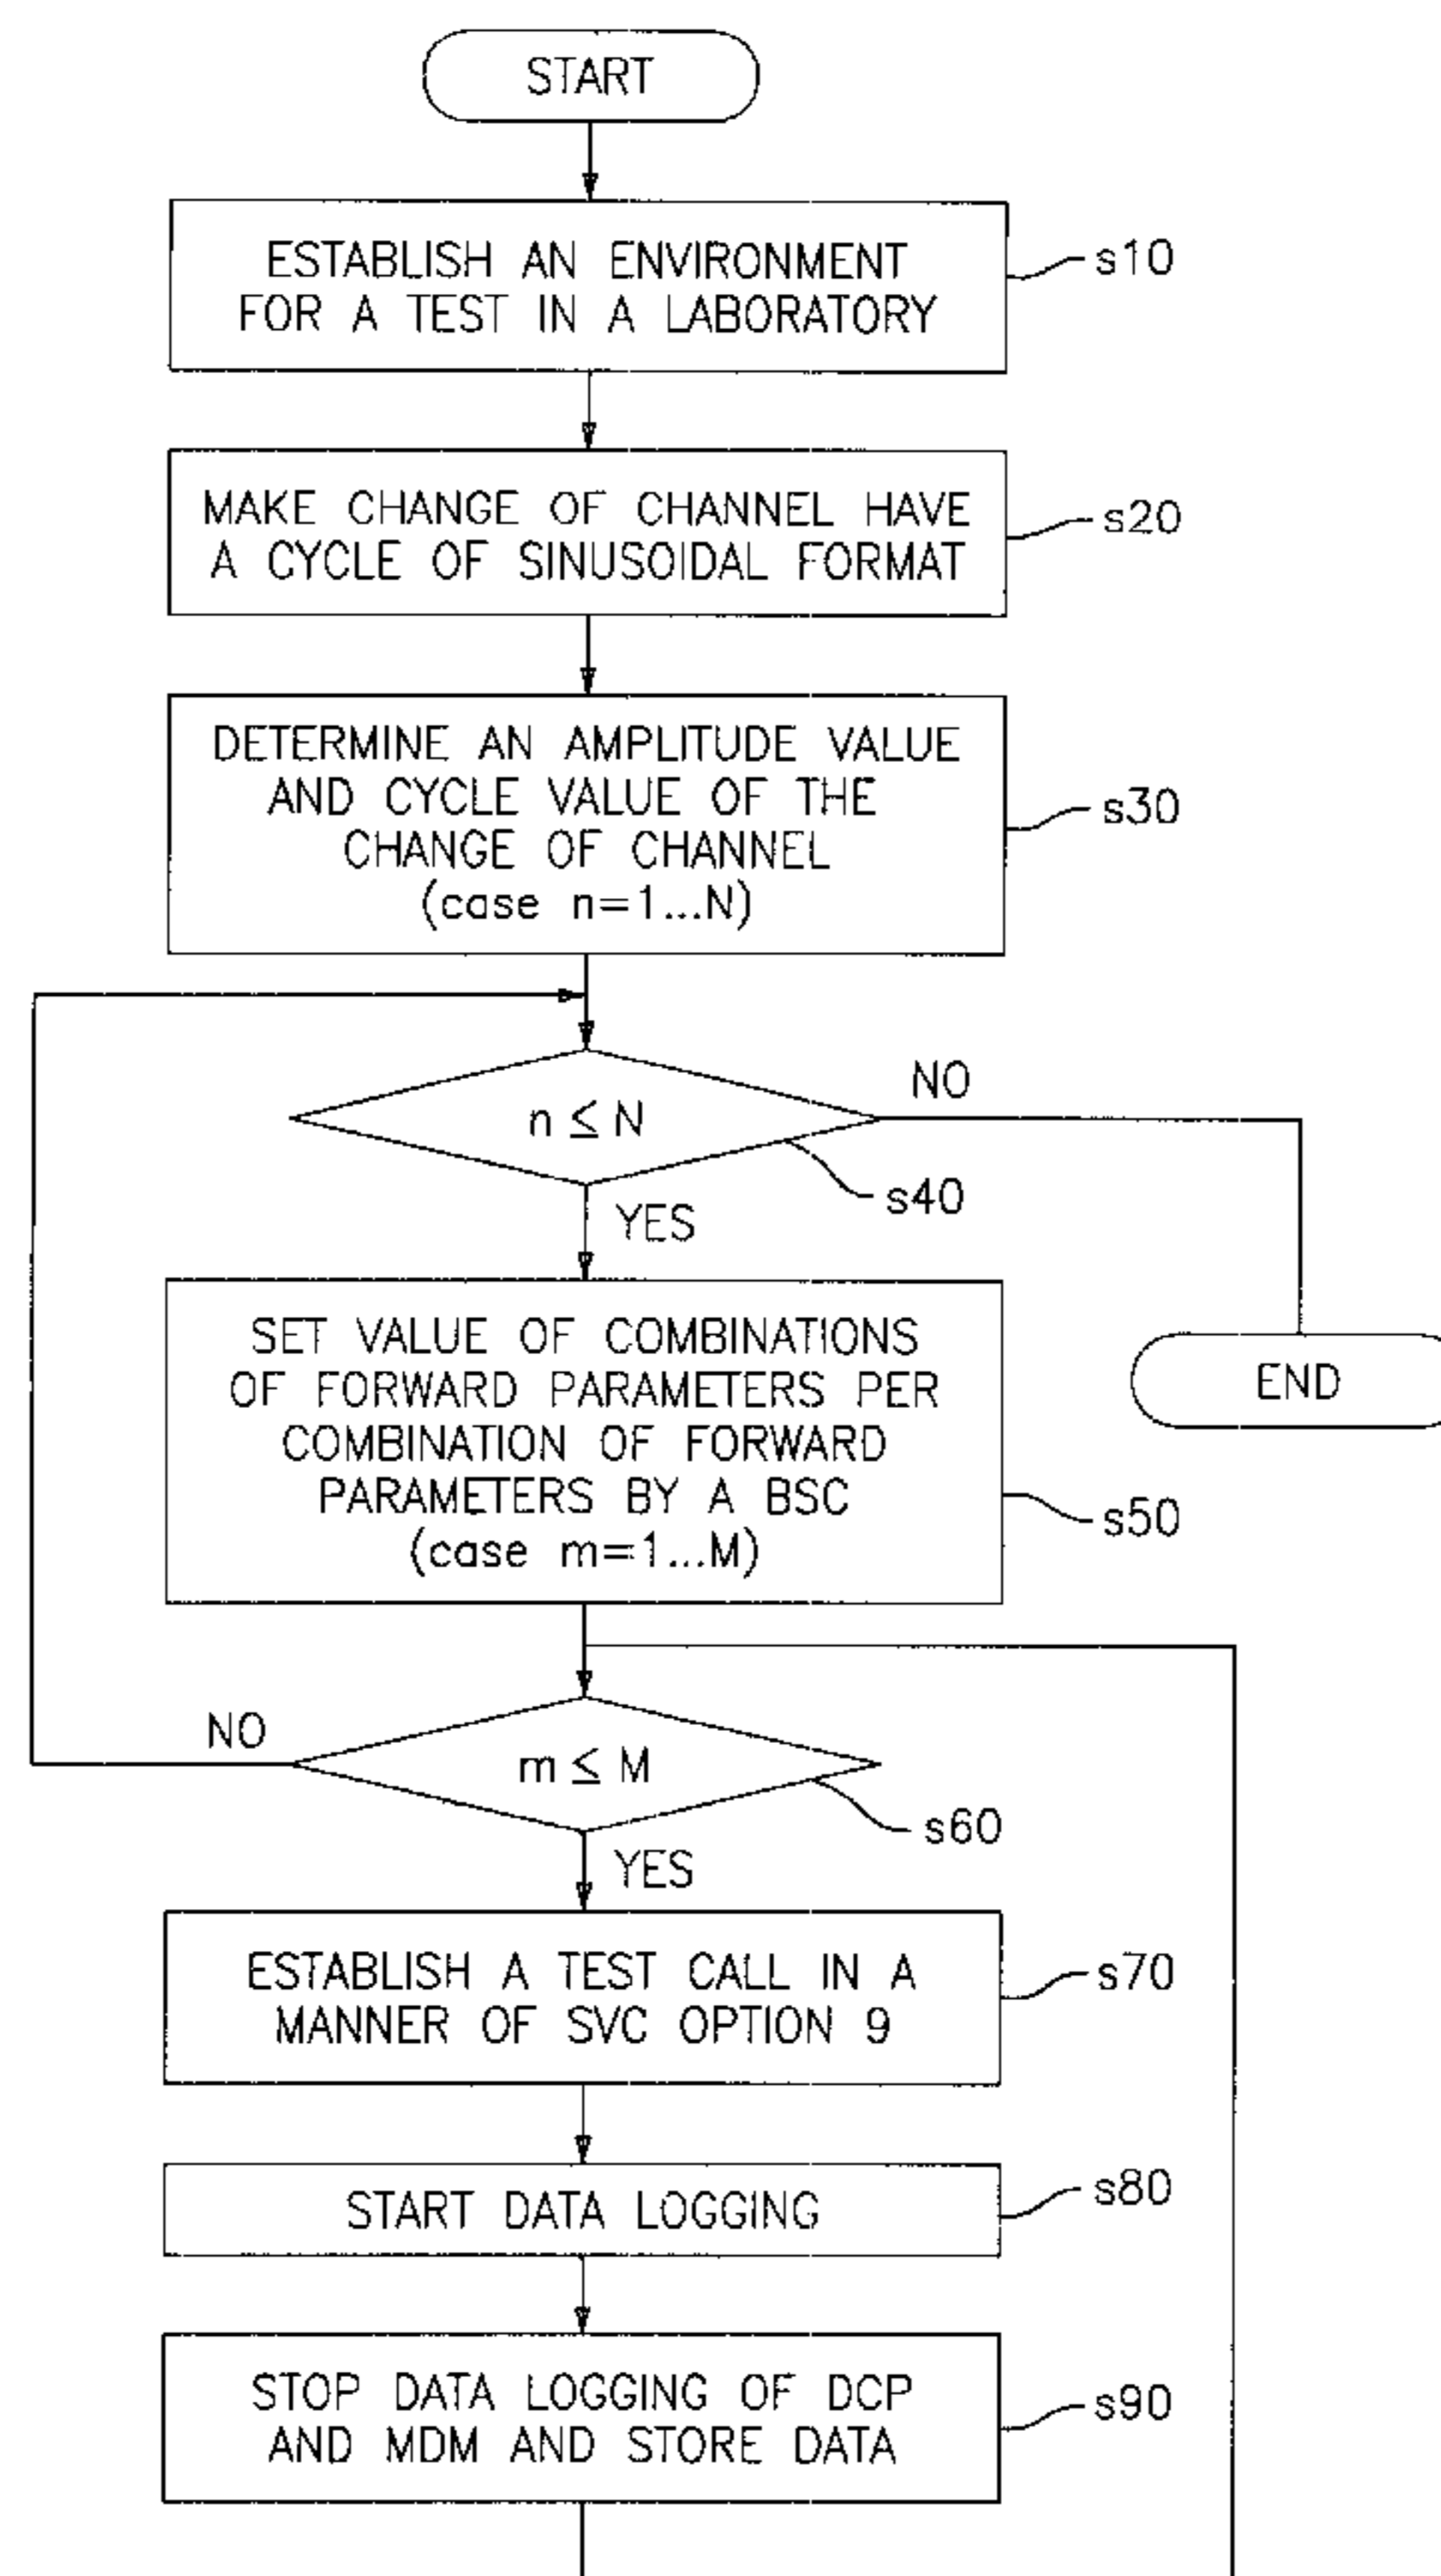 START
ESTABLISH AN ENVIRONMENT
FOR A TEST IN A LABORATORY
s10
MAKE CHANGE OF CHANNEL HAVE
A CYCLE OF SINUSOIDAL FORMAT
s20
DETERMINE AN AMPLITUDE VALUE
AND CYCLE VALUE OF THE
CHANGE OF CHANNEL
(case n=1...N)
s30
n ≤ N
NO
s40
YES
SET VALUE OF COMBINATIONS
OF FORWARD PARAMETERS PER
COMBINATION OF FORWARD
PARAMETERS BY A BSC
(case m=1...M)
s50
END
NO
m ≤ M
s60
YES
ESTABLISH A TEST CALL IN A
MANNER OF SVC OPTION 9
s70
START DATA LOGGING
s80
STOP DATA LOGGING OF DCP
AND MDM AND STORE DATA
s90